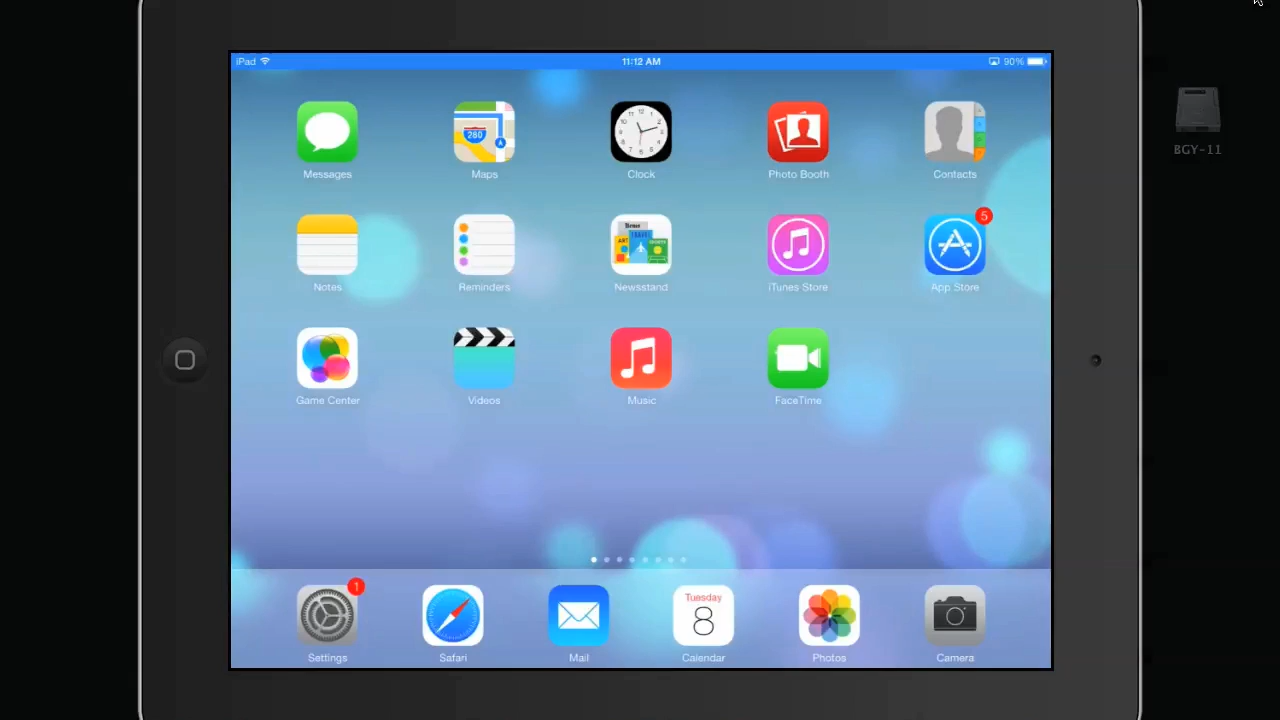 iPad 11:12 AM 90%
Messages Maps Clock Photo Booth Contacts
280
A
BGY-11
5
Notes Reminders Newsstand iTunes Store App Store
Game Center Videos Music FaceTime
1
Tuesday
8
Settings Safari Mail Calendar Photos Camera